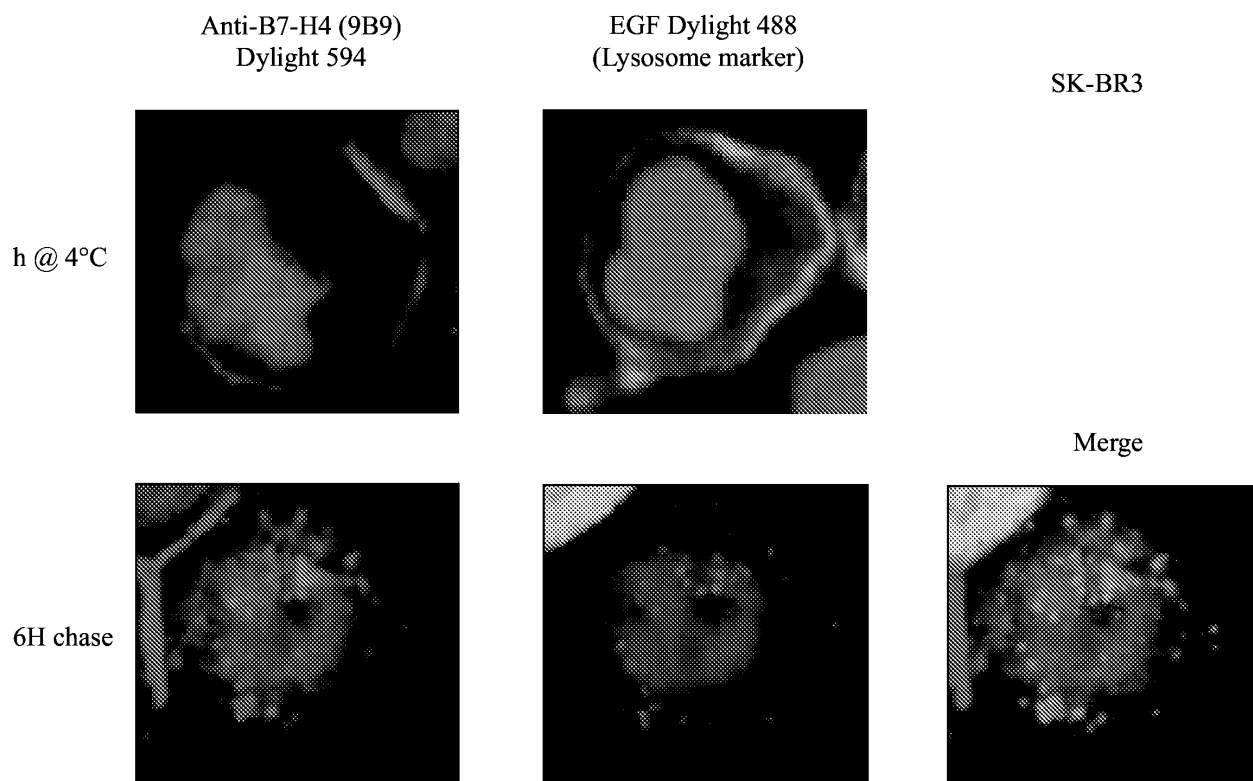 Anti-B7-H4 (9B9)
Dylight 594
EGF Dylight 488
(Lysosome marker)
SK-BR3
h @ 4°C
Merge
6H chase